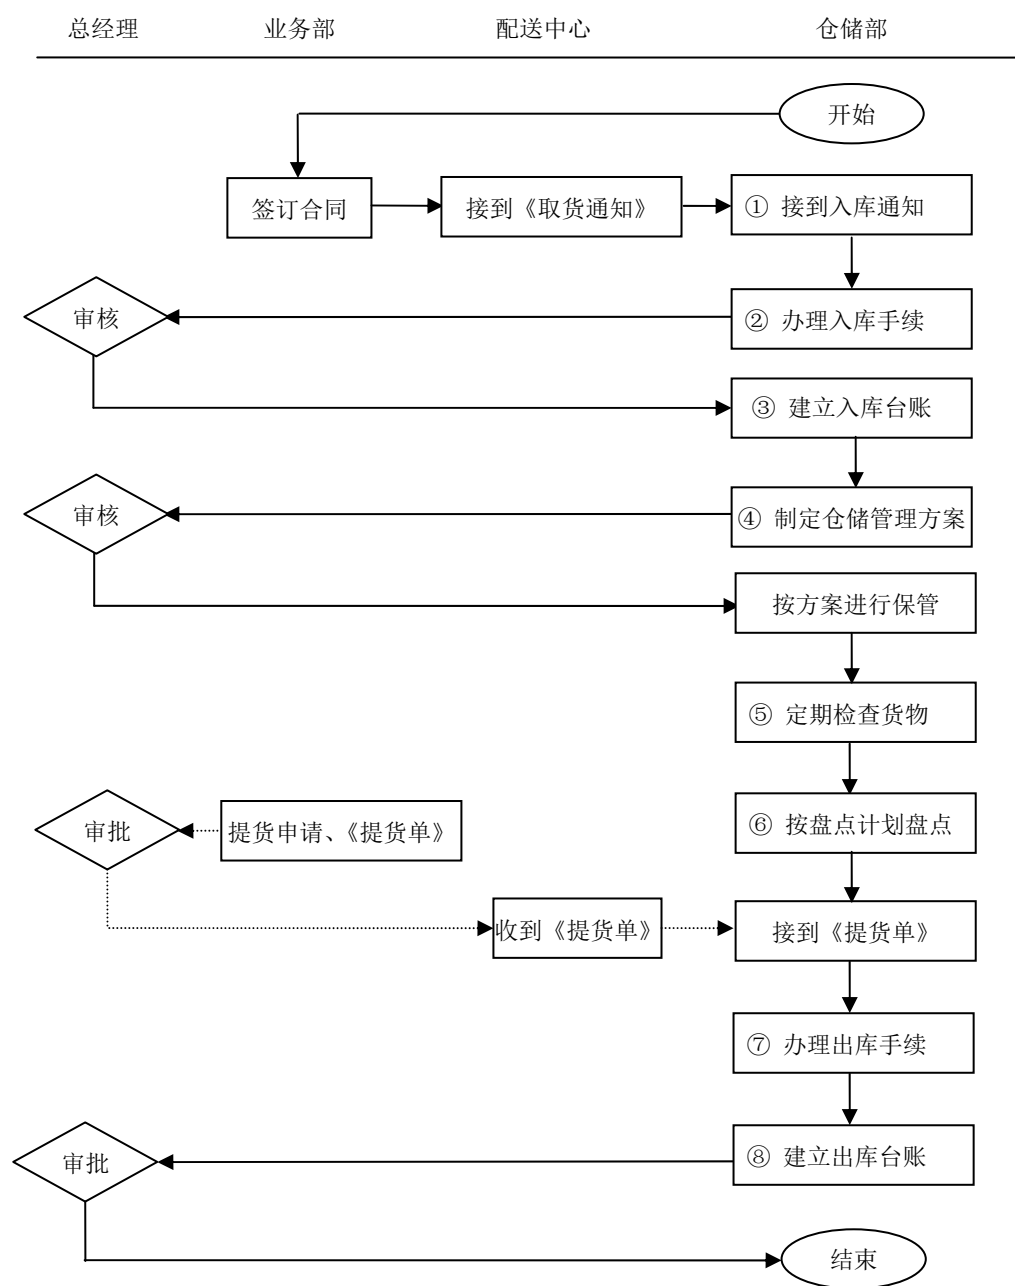 总经理 业务部 配送中心 仓储部
开始
签订合同 接到《取货通知》 ① 接到入库通知
审核 ② 办理入库手续
③ 建立入库台账
审核 ④ 制定仓储管理方案
按方案进行保管
⑤ 定期检查货物
审批 提货申请、《提货单》 ⑥ 按盘点计划盘点
收到《提货单》 接到《提货单》
⑦ 办理出库手续
审批 ⑧ 建立出库台账
结束